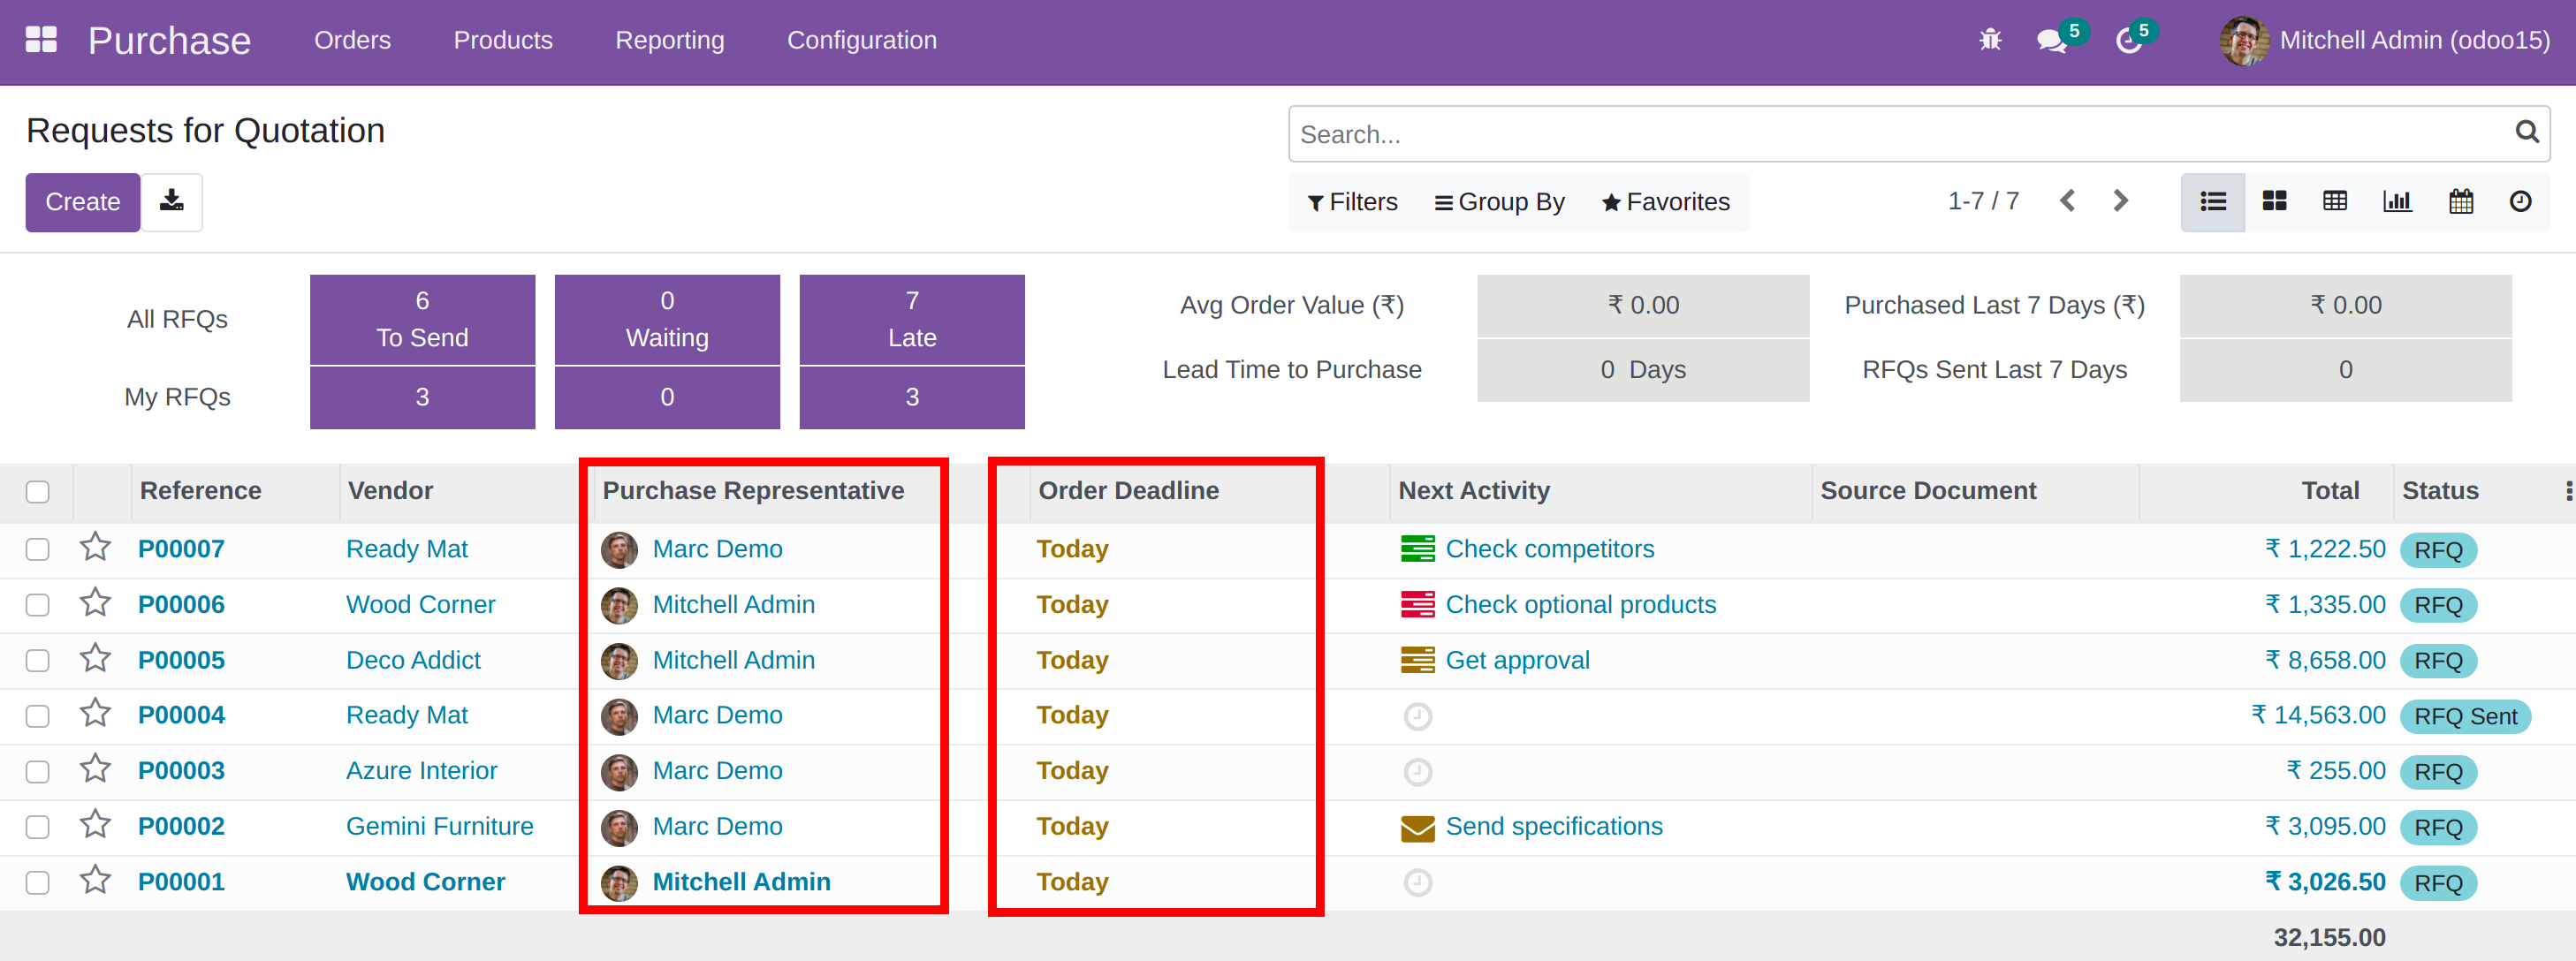 Purchase Orders Products Reporting Configuration 5 5 Mitchell Admin (odoo15)
Requests for Quotation
Search...
Create
Filters Group By Favorites 1-7 / 7
All RFQs 6 To Send 0 Waiting 7 Late
My RFQs 3 0 3
Avg Order Value (₹) ₹ 0.00 Purchased Last 7 Days (₹) ₹ 0.00
Lead Time to Purchase 0 Days RFQs Sent Last 7 Days 0
Reference Vendor Purchase Representative Order Deadline Next Activity Source Document Total Status
P00007 Ready Mat Marc Demo Today Check competitors ₹ 1,222.50 RFQ
P00006 Wood Corner Mitchell Admin Today Check optional products ₹ 1,335.00 RFQ
P00005 Deco Addict Mitchell Admin Today Get approval ₹ 8,658.00 RFQ
P00004 Ready Mat Marc Demo Today ₹ 14,563.00 RFQ Sent
P00003 Azure Interior Marc Demo Today ₹ 255.00 RFQ
P00002 Gemini Furniture Marc Demo Today Send specifications ₹ 3,095.00 RFQ
P00001 Wood Corner Mitchell Admin Today ₹ 3,026.50 RFQ
32,155.00